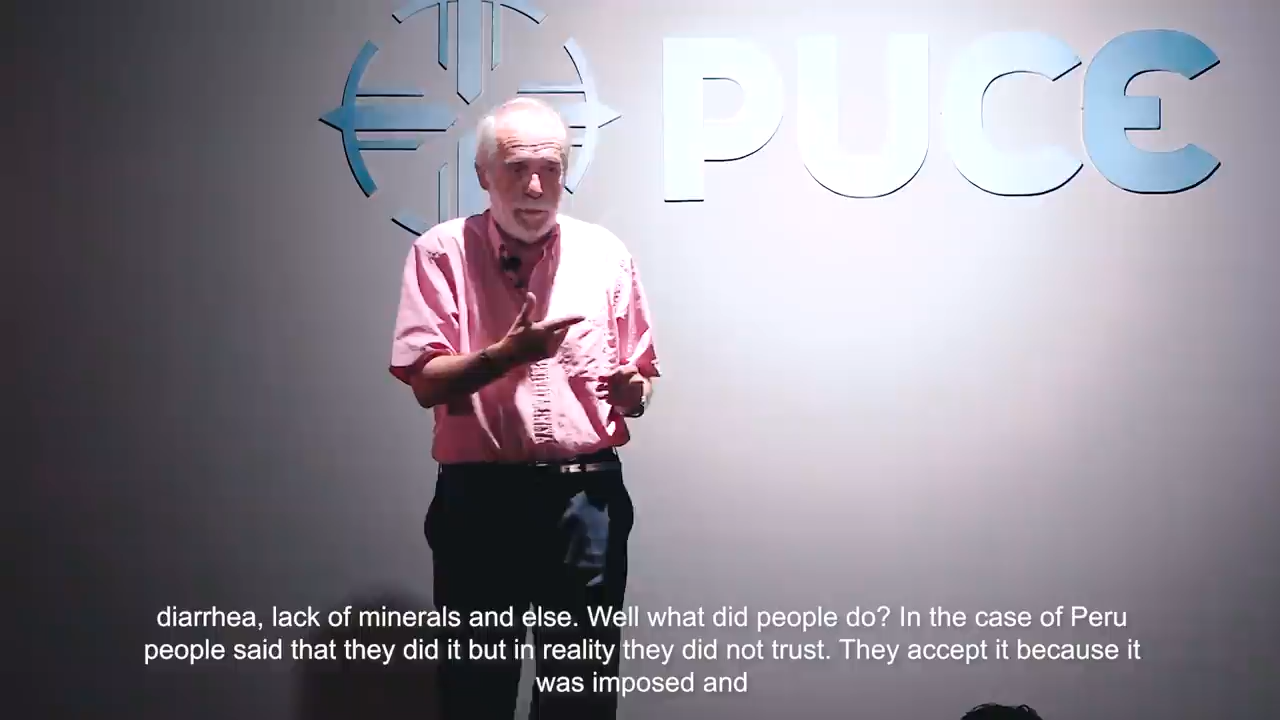 PUCE
diarrhea, lack of minerals and else. Well what did people do? In the case of Peru
people said that they did it but in reality they did not trust. They accept it because it
was imposed and